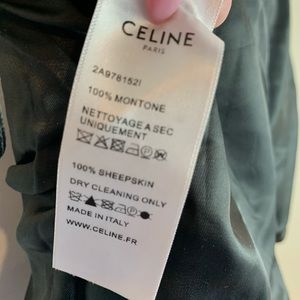 CELINE
PARIS
2A978152I
100% MONTONE
NETTOYAGE A SEC
UNIQUEMENT
100% SHEEPSKIN
DRY CLEANING ONLY
MADE IN ITALY
WWW.CELINE.FR